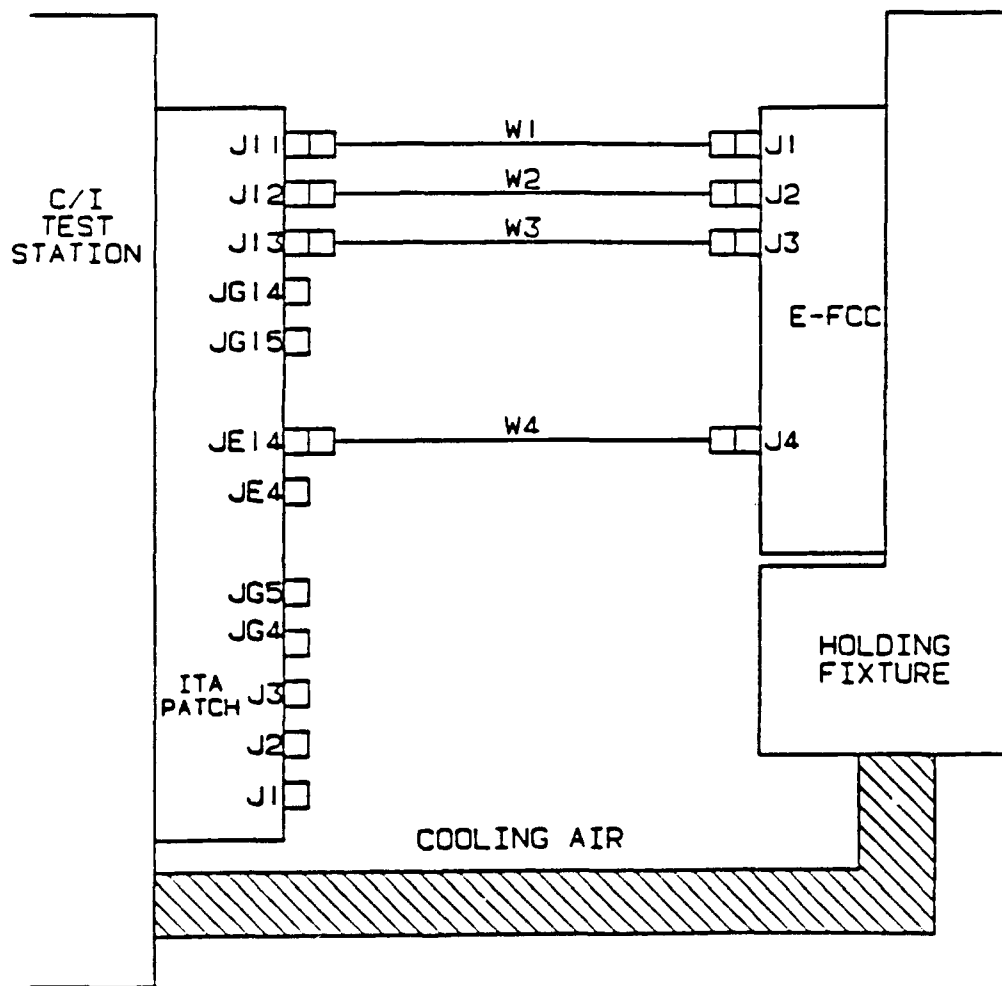 C/I
TEST
STATION
J11
J12
J13
JG14
JG15
JE14
JE4
JG5
JG4
J3
J2
J1
ITA
PATCH
W1
W2
W3
W4
J1
J2
J3
J4
E-FCC
HOLDING
FIXTURE
COOLING AIR